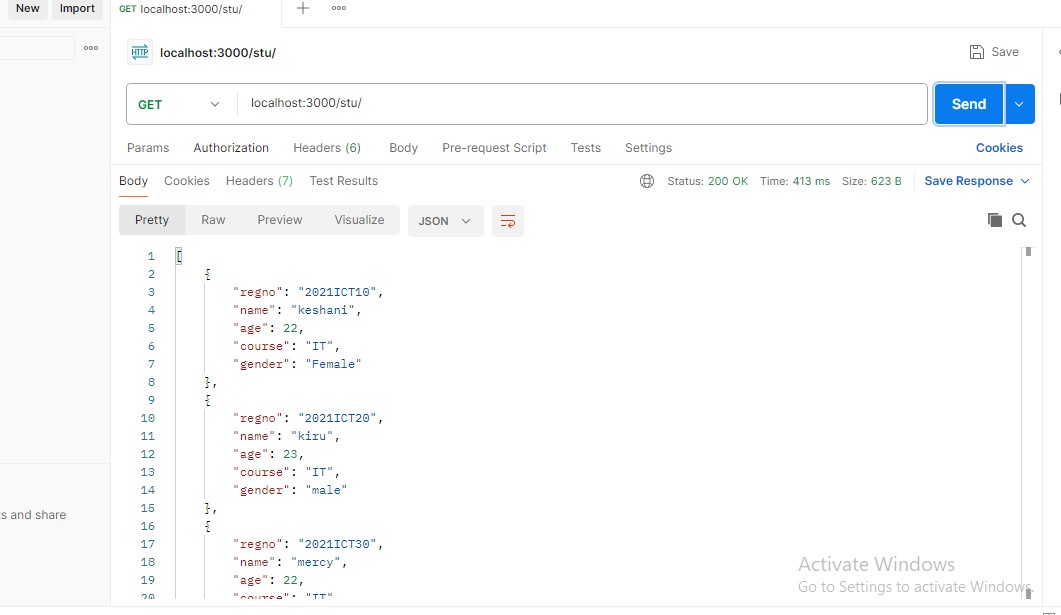 New Import GET localhost:3000/stu/
HTTP localhost:3000/stu/ Save
GET localhost:3000/stu/ Send
Params Authorization Headers (6) Body Pre-request Script Tests Settings Cookies
Body Cookies Headers (7) Test Results Status: 200 OK Time: 413 ms Size: 623 B Save Response
Pretty Raw Preview Visualize JSON
1 [
2 {
3 "regno": "2021ICT10",
4 "name": "keshani",
5 "age": 22,
6 "course": "IT",
7 "gender": "Female"
8 },
9 {
10 "regno": "2021ICT20",
11 "name": "kiru",
12 "age": 23,
13 "course": "IT",
14 "gender": "male"
15 },
16 {
17 "regno": "2021ICT30",
18 "name": "mercy",
19 "age": 22,
20 "course": "IT"
s and share
Activate Windows
Go to Settings to activate Windows.